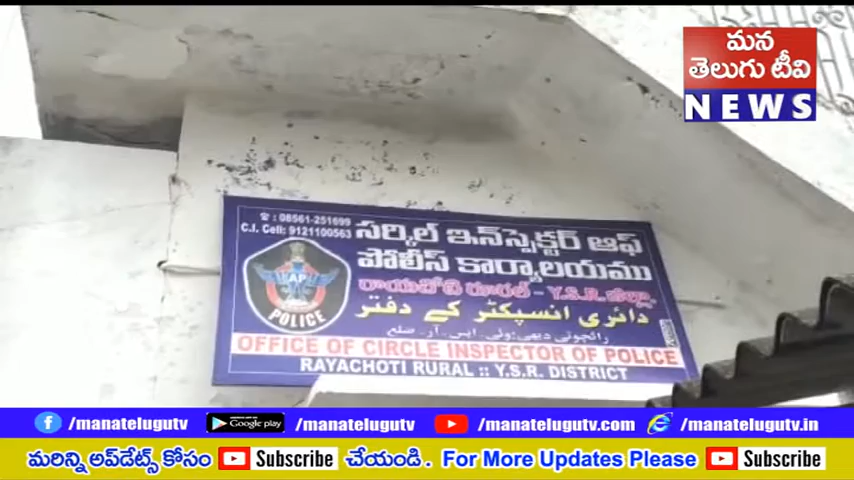 మన
తెలుగు టీవి
NEWS
☎ : 08561-251699
C.I. Cell: 9121100563
సర్కిల్ ఇన్‌స్పెక్టర్ ఆఫ్
పోలీస్ కార్యాలయము
రాయచోటి రూరల్ - Y.S.R. జిల్లా.
AP
POLICE
OFFICE OF CIRCLE INSPECTOR OF POLICE
RAYACHOTI RURAL :: Y.S.R. DISTRICT
/manatelugutv
Google play
/manatelugutv
/manatelugutv.com
/manatelugutv.in
మరిన్ని అప్‌డేట్స్ కోసం Subscribe చేయండి . For More Updates Please Subscribe